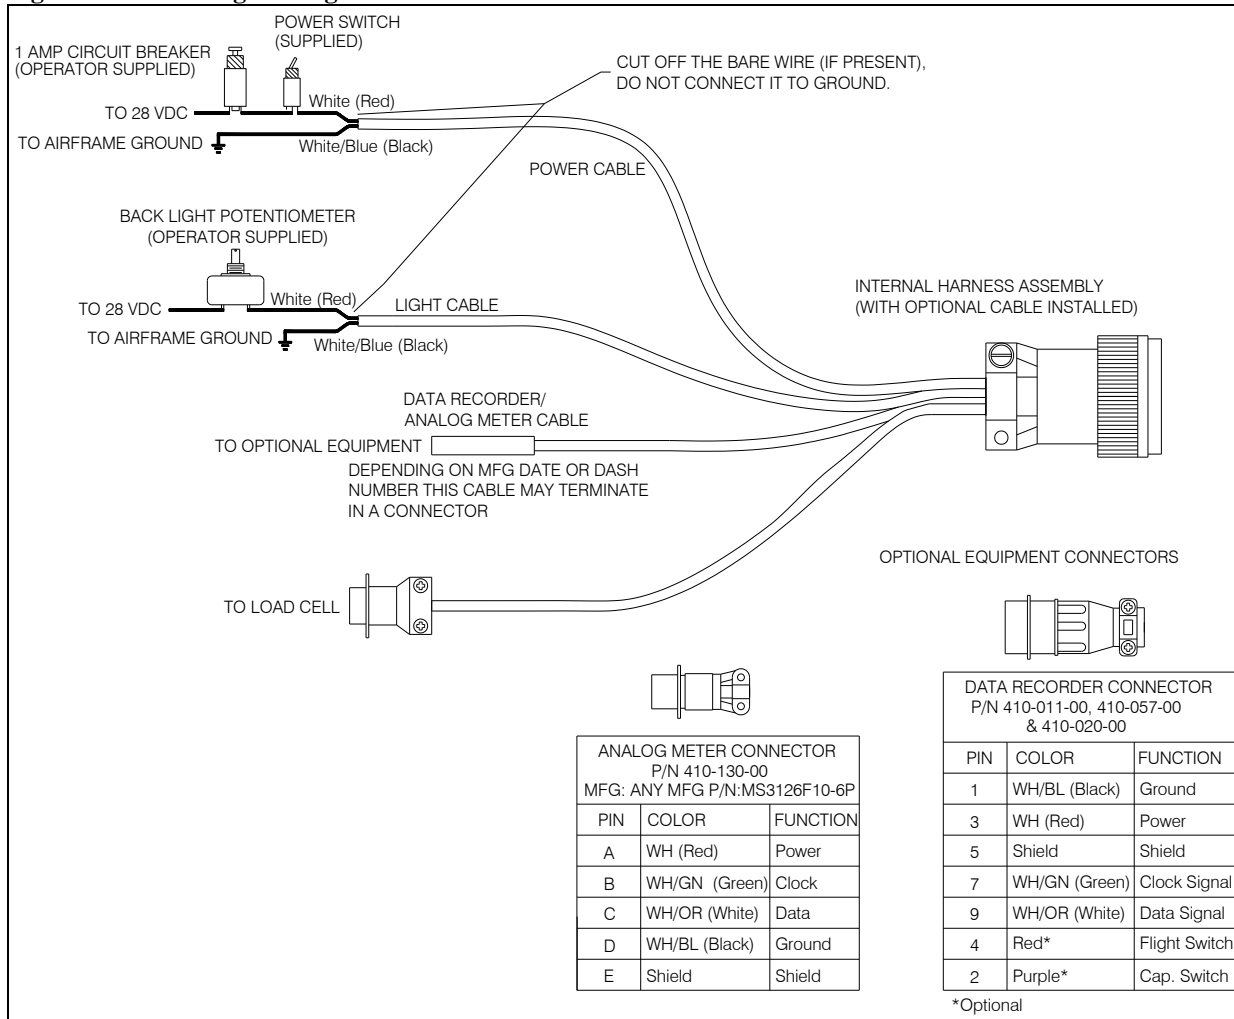 POWER SWITCH
(SUPPLIED)
1 AMP CIRCUIT BREAKER
(OPERATOR SUPPLIED)
CUT OFF THE BARE WIRE (IF PRESENT),
DO NOT CONNECT IT TO GROUND.
White (Red)
TO 28 VDC
TO AIRFRAME GROUND
White/Blue (Black)
POWER CABLE
BACK LIGHT POTENTIOMETER
(OPERATOR SUPPLIED)
INTERNAL HARNESS ASSEMBLY
(WITH OPTIONAL CABLE INSTALLED)
White (Red)
LIGHT CABLE
TO 28 VDC
TO AIRFRAME GROUND
White/Blue (Black)
DATA RECORDER/
ANALOG METER CABLE
TO OPTIONAL EQUIPMENT
DEPENDING ON MFG DATE OR DASH
NUMBER THIS CABLE MAY TERMINATE
IN A CONNECTOR
OPTIONAL EQUIPMENT CONNECTORS
TO LOAD CELL
ANALOG METER CONNECTOR
P/N 410-130-00
MFG: ANY MFG P/N:MS3126F10-6P
PIN COLOR FUNCTION
A WH (Red) Power
B WH/GN (Green) Clock
C WH/OR (White) Data
D WH/BL (Black) Ground
E Shield Shield
DATA RECORDER CONNECTOR
P/N 410-011-00, 410-057-00
& 410-020-00
PIN COLOR FUNCTION
1 WH/BL (Black) Ground
3 WH (Red) Power
5 Shield Shield
7 WH/GN (Green) Clock Signal
9 WH/OR (White) Data Signal
4 Red* Flight Switch
2 Purple* Cap. Switch
*Optional